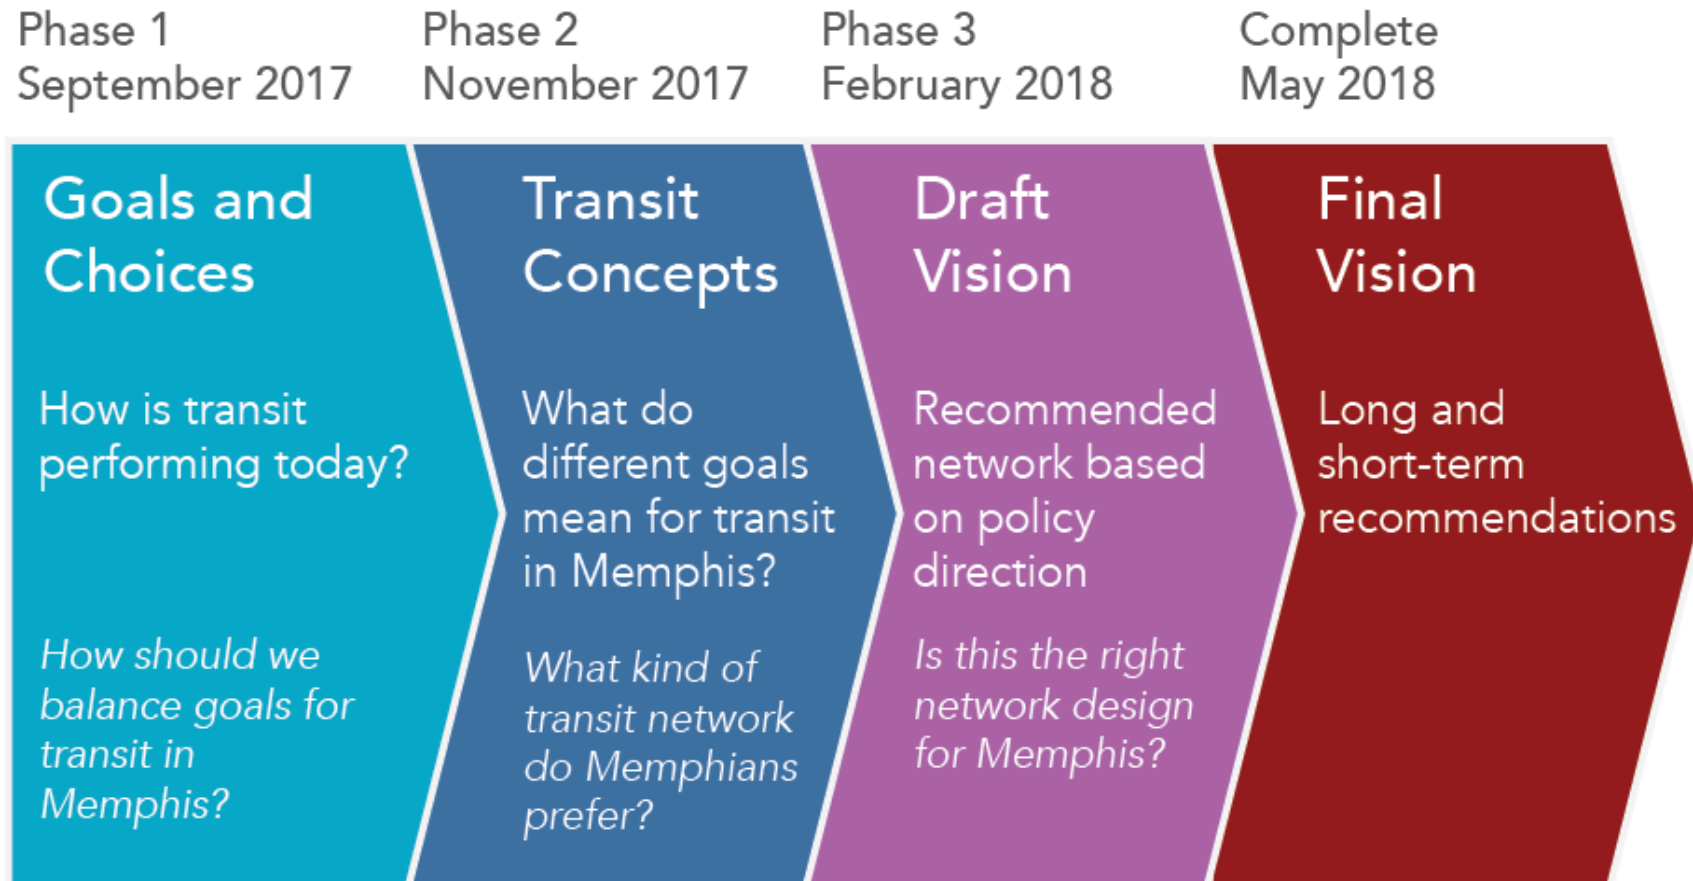 Phase 1
September 2017
Phase 2
November 2017
Phase 3
February 2018
Complete
May 2018
Goals and
Choices
How is transit
performing today?
How should we
balance goals for
transit in
Memphis?
Transit
Concepts
What do
different goals
mean for transit
in Memphis?
What kind of
transit network
do Memphians
prefer?
Draft
Vision
Recommended
network based
on policy
direction
Is this the right
network design
for Memphis?
Final
Vision
Long and
short-term
recommendations